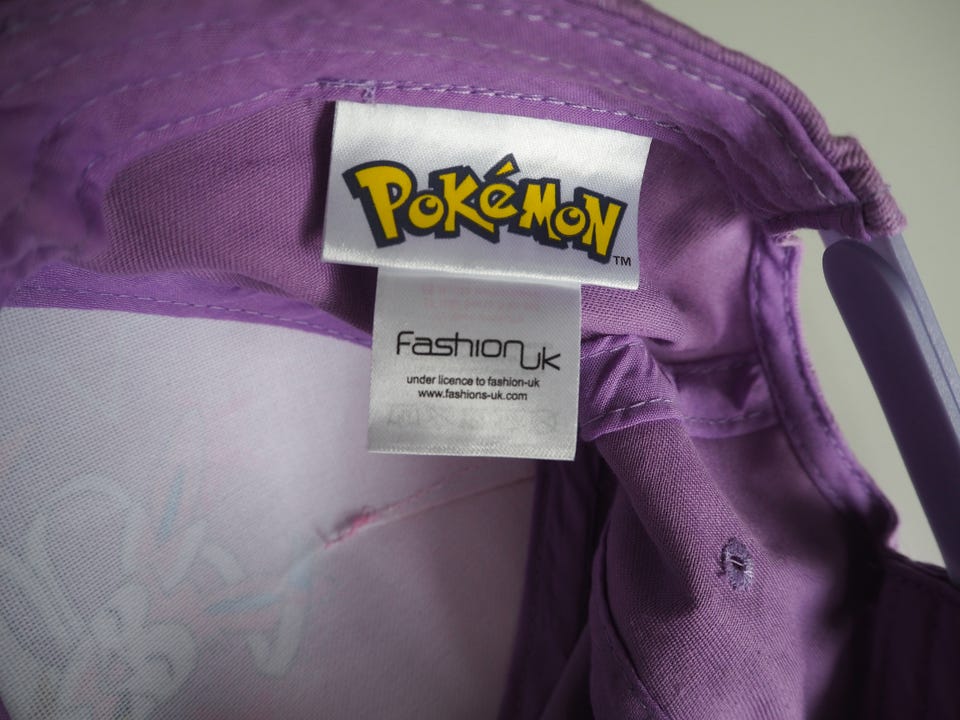 POKÉMON
TM
Fashion UK
under licence to fashion-uk
www.fashions-uk.com